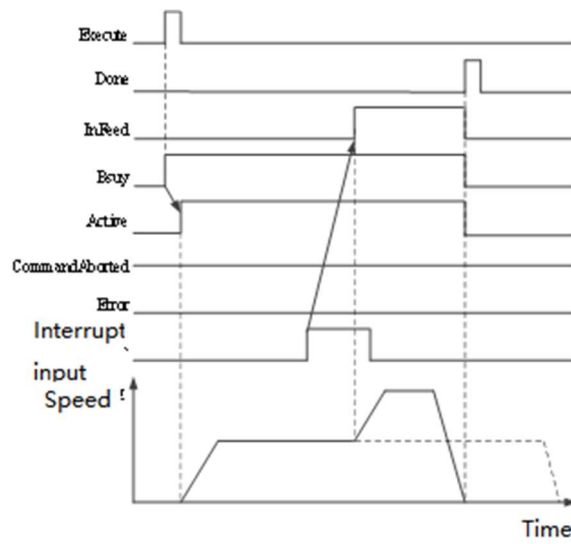 Execute
Done
InFeed
Bsuy
Active
CommandAborted
Error
Interrupt
input
Speed
Time